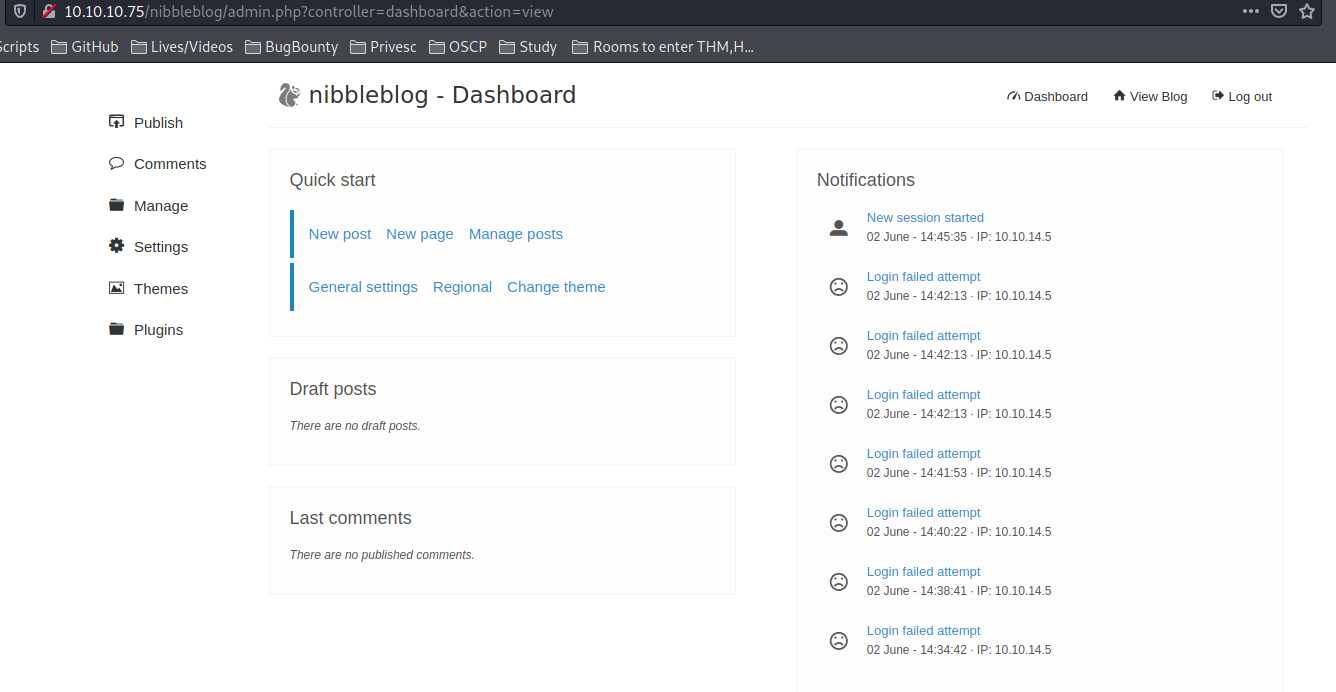 10.10.10.75/nibbleblog/admin.php?controller=dashboard&action=view
Scripts GitHub Lives/Videos BugBounty Privesc OSCP Study Rooms to enter THM,H...
nibbleblog - Dashboard
Dashboard View Blog Log out
Publish
Comments
Manage
Settings
Themes
Plugins
Quick start
New post New page Manage posts
General settings Regional Change theme
Draft posts
There are no draft posts.
Last comments
There are no published comments.
Notifications
New session started
02 June - 14:45:35 · IP: 10.10.14.5
Login failed attempt
02 June - 14:42:13 · IP: 10.10.14.5
Login failed attempt
02 June - 14:42:13 · IP: 10.10.14.5
Login failed attempt
02 June - 14:42:13 · IP: 10.10.14.5
Login failed attempt
02 June - 14:41:53 · IP: 10.10.14.5
Login failed attempt
02 June - 14:40:22 · IP: 10.10.14.5
Login failed attempt
02 June - 14:38:41 · IP: 10.10.14.5
Login failed attempt
02 June - 14:34:42 · IP: 10.10.14.5